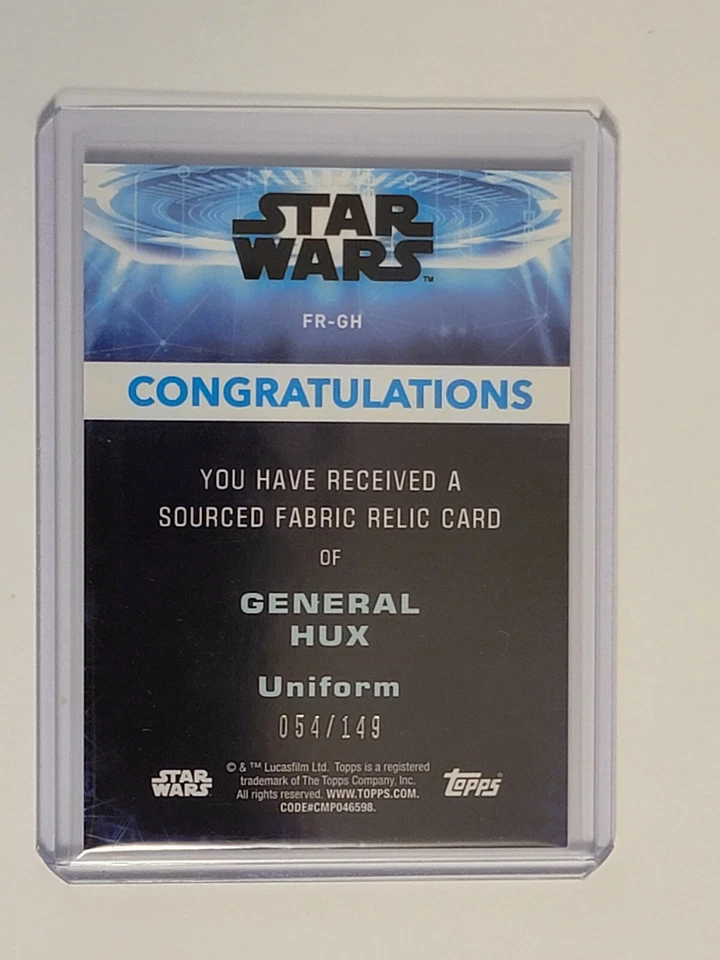 STAR
WARS™
FR-GH
CONGRATULATIONS
YOU HAVE RECEIVED A
SOURCED FABRIC RELIC CARD
OF
GENERAL
HUX
Uniform
054/149
STAR
WARS
© & ™ Lucasfilm Ltd. Topps is a registered
trademark of The Topps Company, Inc.
All rights reserved. WWW.TOPPS.COM.
CODE#CMP046598.
Topps®